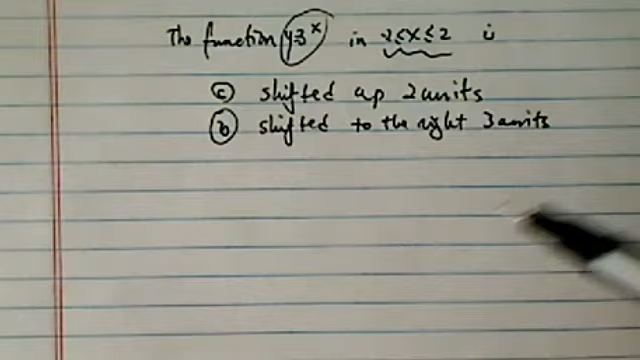 The function y=3^x in -2≤x≤2 is
(a) shifted up 2 units
(b) shifted to the right 3 units